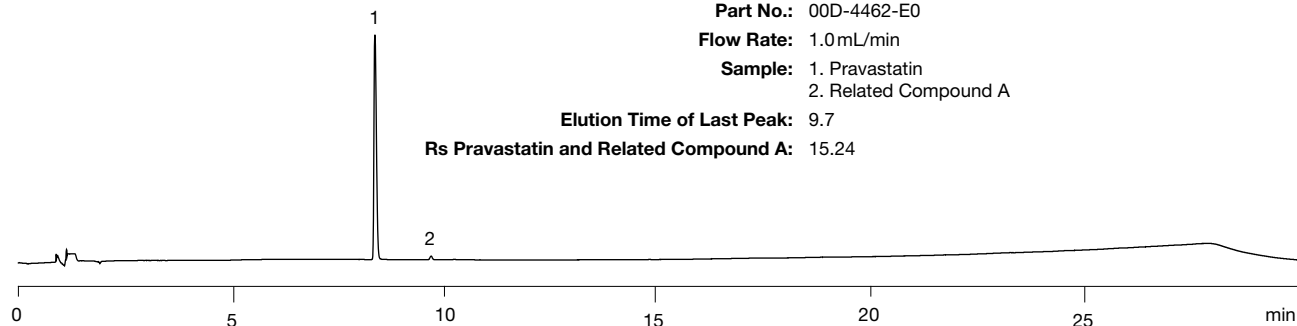 Part No.: 00D-4462-E0
Flow Rate: 1.0 mL/min
Sample: 1. Pravastatin
2. Related Compound A
Elution Time of Last Peak: 9.7
Rs Pravastatin and Related Compound A: 15.24
1
2
0 5 10 15 20 25 min